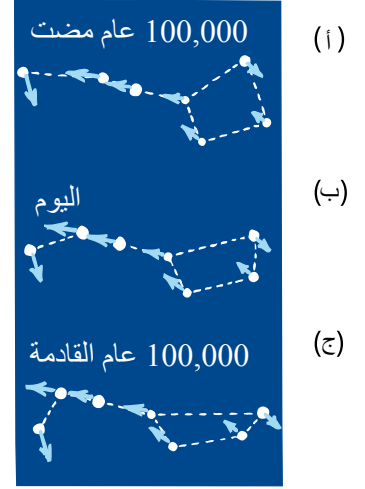 100,000 عام مضت
(أ)
اليوم
(ب)
100,000 عام القادمة
(ج)